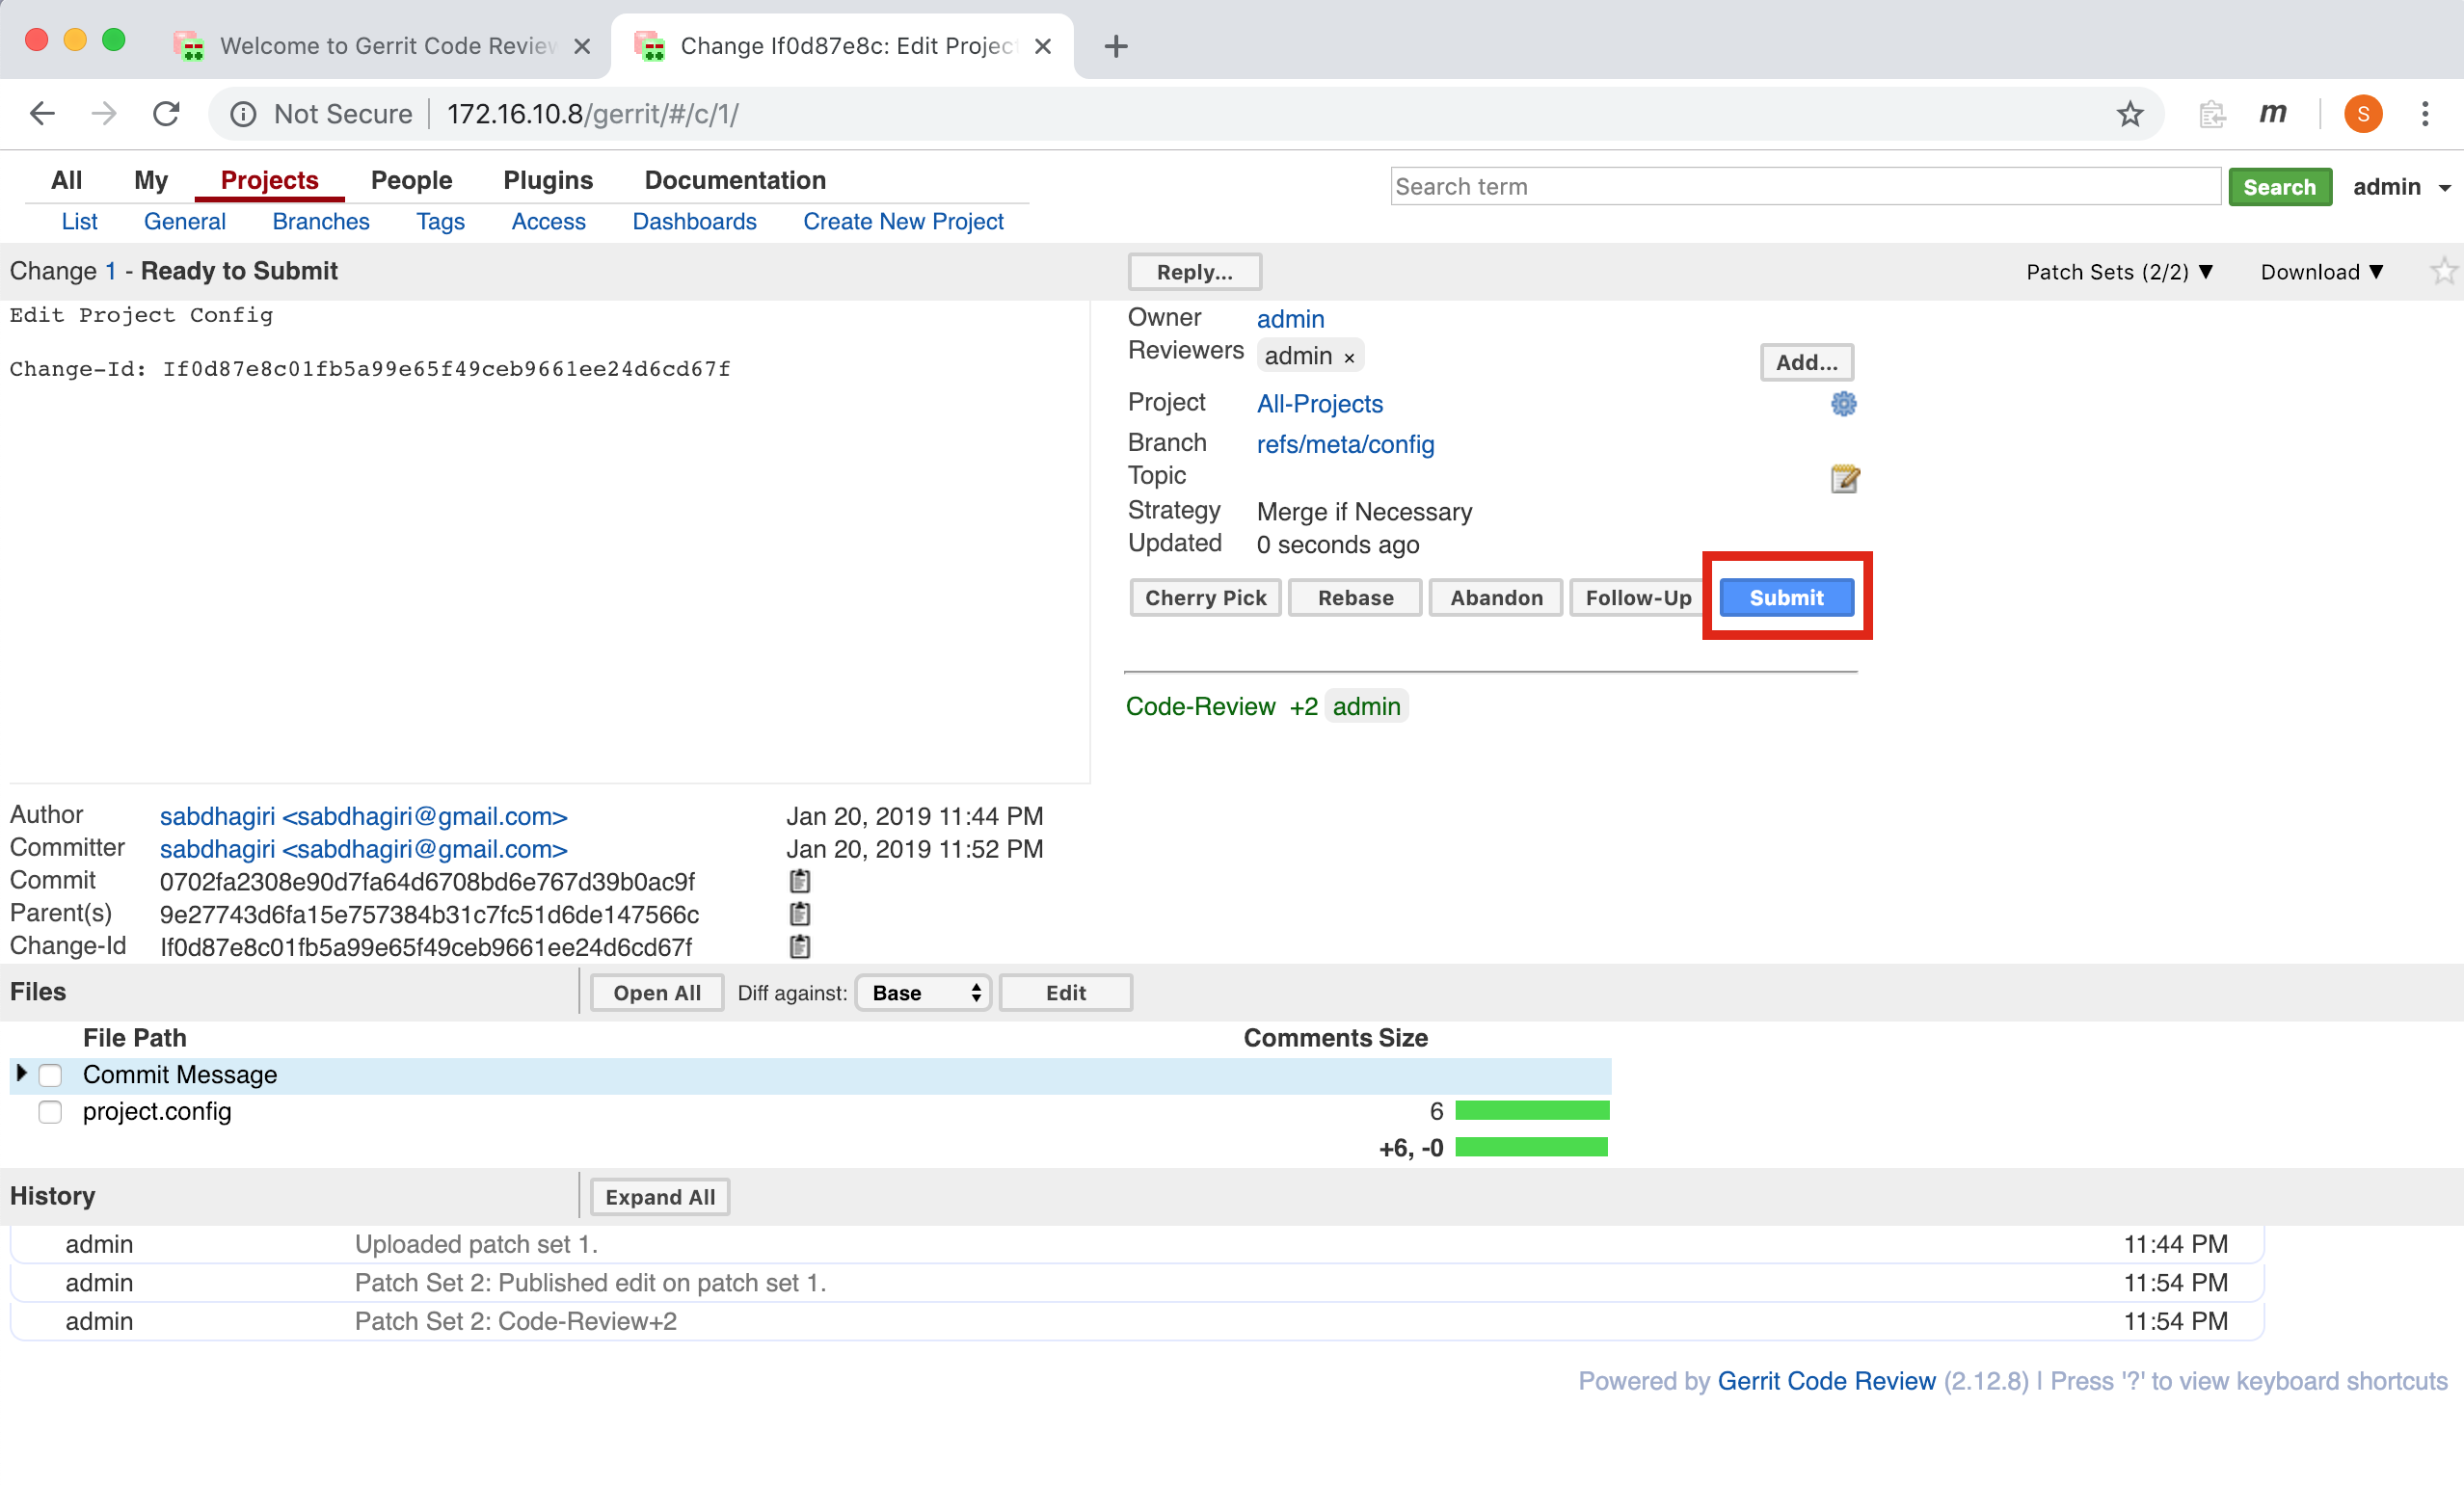 Welcome to Gerrit Code Review
Change If0d87e8c: Edit Project
Not Secure | 172.16.10.8/gerrit/#/c/1/
m
S
All My Projects People Plugins Documentation
Search term
Search
admin
List General Branches Tags Access Dashboards Create New Project
Change 1 - Ready to Submit
Reply...
Patch Sets (2/2) ▼
Download ▼
Edit Project Config
Change-Id: If0d87e8c01fb5a99e65f49ceb9661ee24d6cd67f
Owner admin
Reviewers admin ×
Add...
Project All-Projects
Branch refs/meta/config
Topic
Strategy Merge if Necessary
Updated 0 seconds ago
Cherry Pick Rebase Abandon Follow-Up Submit
Code-Review +2 admin
Author sabdhagiri <sabdhagiri@gmail.com> Jan 20, 2019 11:44 PM
Committer sabdhagiri <sabdhagiri@gmail.com> Jan 20, 2019 11:52 PM
Commit 0702fa2308e90d7fa64d6708bd6e767d39b0ac9f
Parent(s) 9e27743d6fa15e757384b31c7fc51d6de147566c
Change-Id If0d87e8c01fb5a99e65f49ceb9661ee24d6cd67f
Files Open All Diff against: Base Edit
File Path Comments Size
Commit Message
project.config 6
+6, -0
History Expand All
admin Uploaded patch set 1. 11:44 PM
admin Patch Set 2: Published edit on patch set 1. 11:54 PM
admin Patch Set 2: Code-Review+2 11:54 PM
Powered by Gerrit Code Review (2.12.8) | Press '?' to view keyboard shortcuts